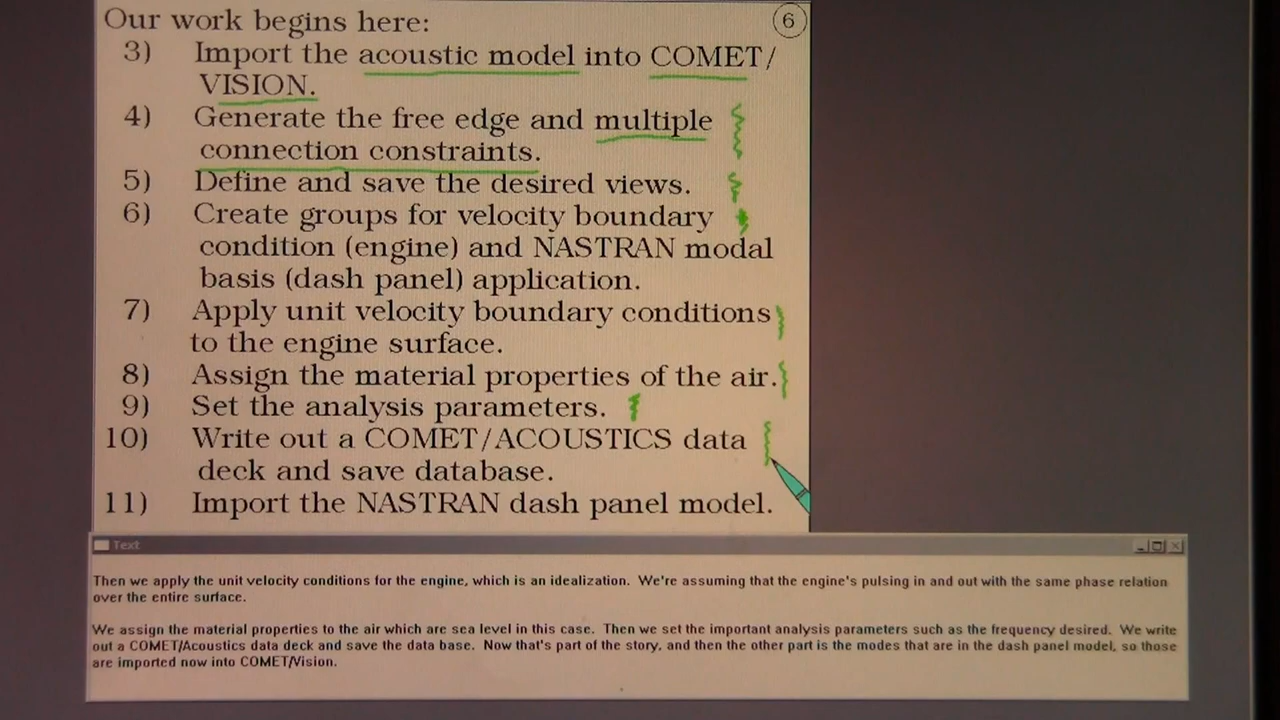 Our work begins here:
6
3) Import the acoustic model into COMET/
VISION.
4) Generate the free edge and multiple
connection constraints.
5) Define and save the desired views.
6) Create groups for velocity boundary
condition (engine) and NASTRAN modal
basis (dash panel) application.
7) Apply unit velocity boundary conditions
to the engine surface.
8) Assign the material properties of the air.
9) Set the analysis parameters.
10) Write out a COMET/ACOUSTICS data
deck and save database.
11) Import the NASTRAN dash panel model.
Text
Then we apply the unit velocity conditions for the engine, which is an idealization. We're assuming that the engine's pulsing in and out with the same phase relation
over the entire surface.
We assign the material properties to the air which are sea level in this case. Then we set the important analysis parameters such as the frequency desired. We write
out a COMET/Acoustics data deck and save the data base. Now that's part of the story, and then the other part is the modes that are in the dash panel model, so those
are imported now into COMET/Vision.